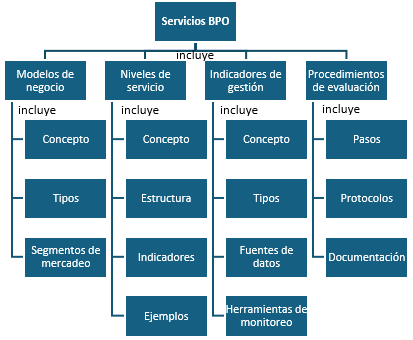 Servicios BPO
incluye
Modelos de
negocio
Niveles de
servicio
Indicadores de
gestión
Procedimientos
de evaluación
incluye
incluye
incluye
incluye
Concepto
Concepto
Concepto
Pasos
Tipos
Estructura
Tipos
Protocolos
Segmentos de
mercadeo
Indicadores
Fuentes de
datos
Documentación
Ejemplos
Herramientas de
monitoreo